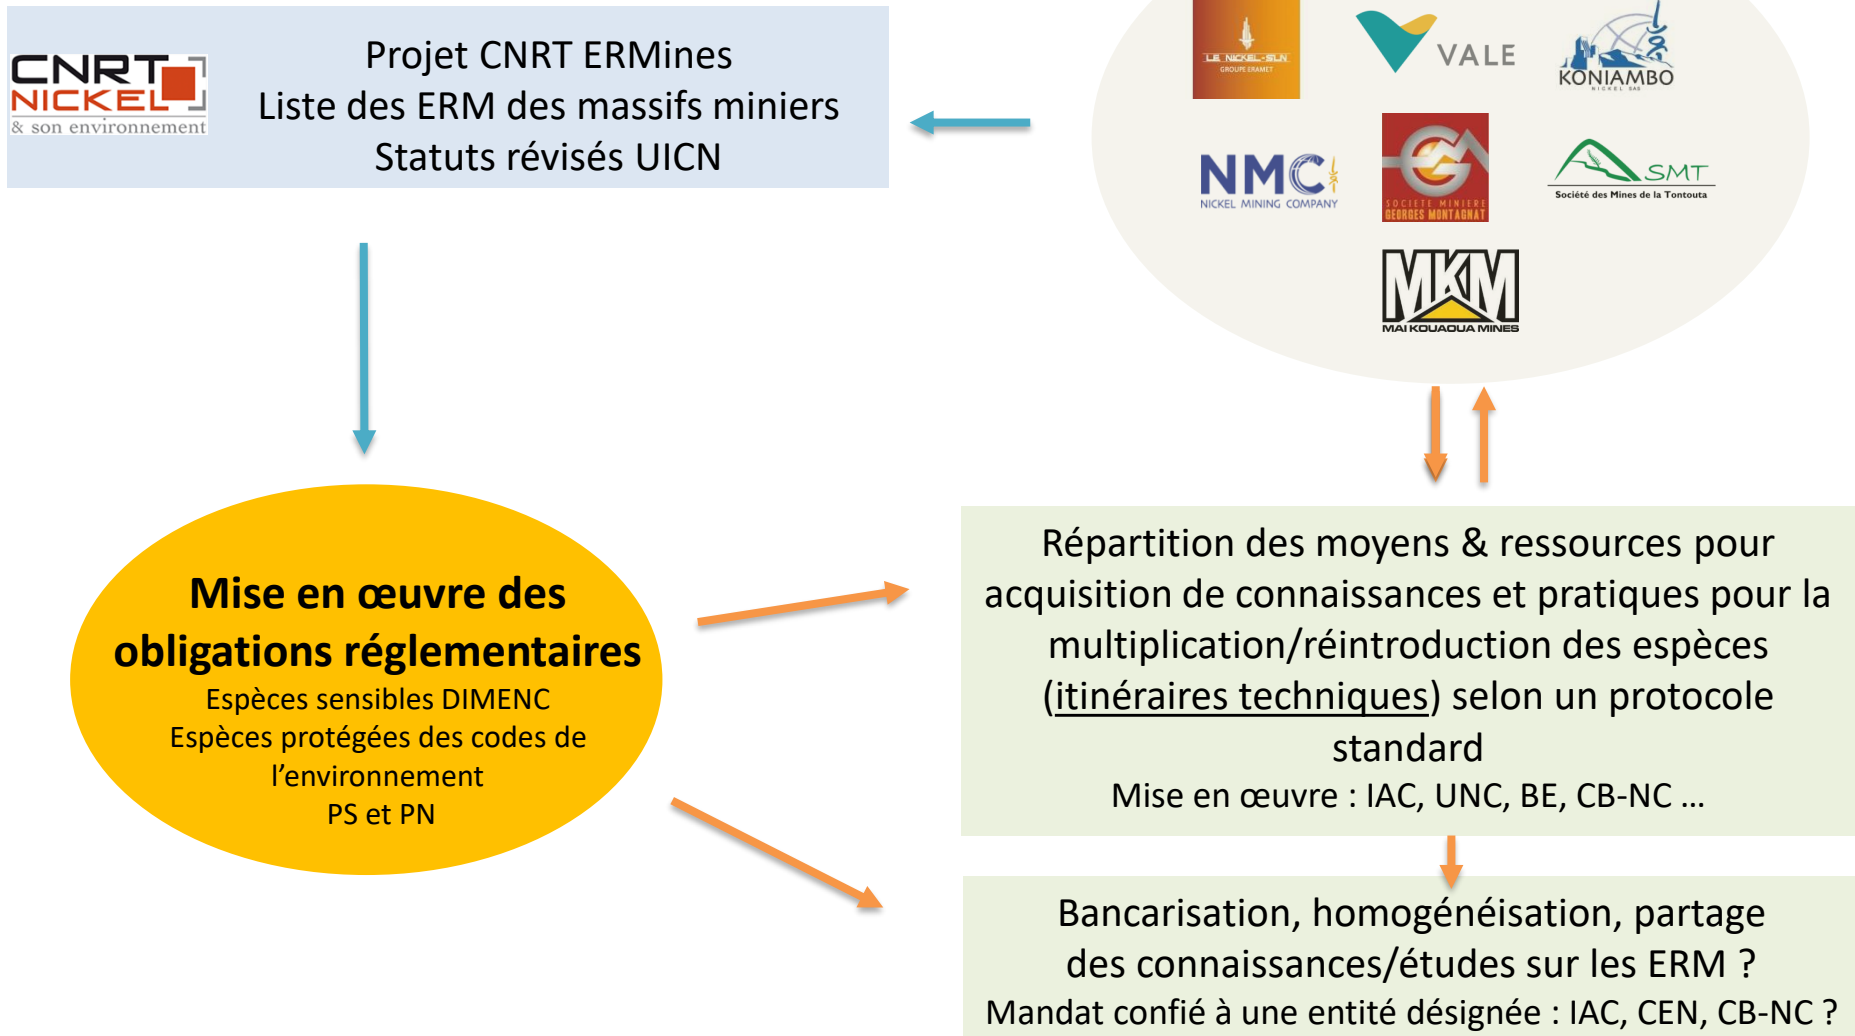 CNRT
NICKEL
& son environnement
Projet CNRT ERMines
Liste des ERM des massifs miniers
Statuts révisés UICN
LE NICKEL-SLN
GROUPE ERAMET
VALE
KONIAMBO
NICKEL SAS
NMC
NICKEL MINING COMPANY
SOCIETE MINIERE
GEORGES MONTAGNAT
SMT
Société des Mines de la Tontouta
MKM
MAI KOUAOUA MINES
Mise en œuvre des
obligations réglementaires
Espèces sensibles DIMENC
Espèces protégées des codes de
l’environnement
PS et PN
Répartition des moyens & ressources pour
acquisition de connaissances et pratiques pour la
multiplication/réintroduction des espèces
(itinéraires techniques) selon un protocole
standard
Mise en œuvre : IAC, UNC, BE, CB-NC …
Bancarisation, homogénéisation, partage
des connaissances/études sur les ERM ?
Mandat confié à une entité désignée : IAC, CEN, CB-NC ?